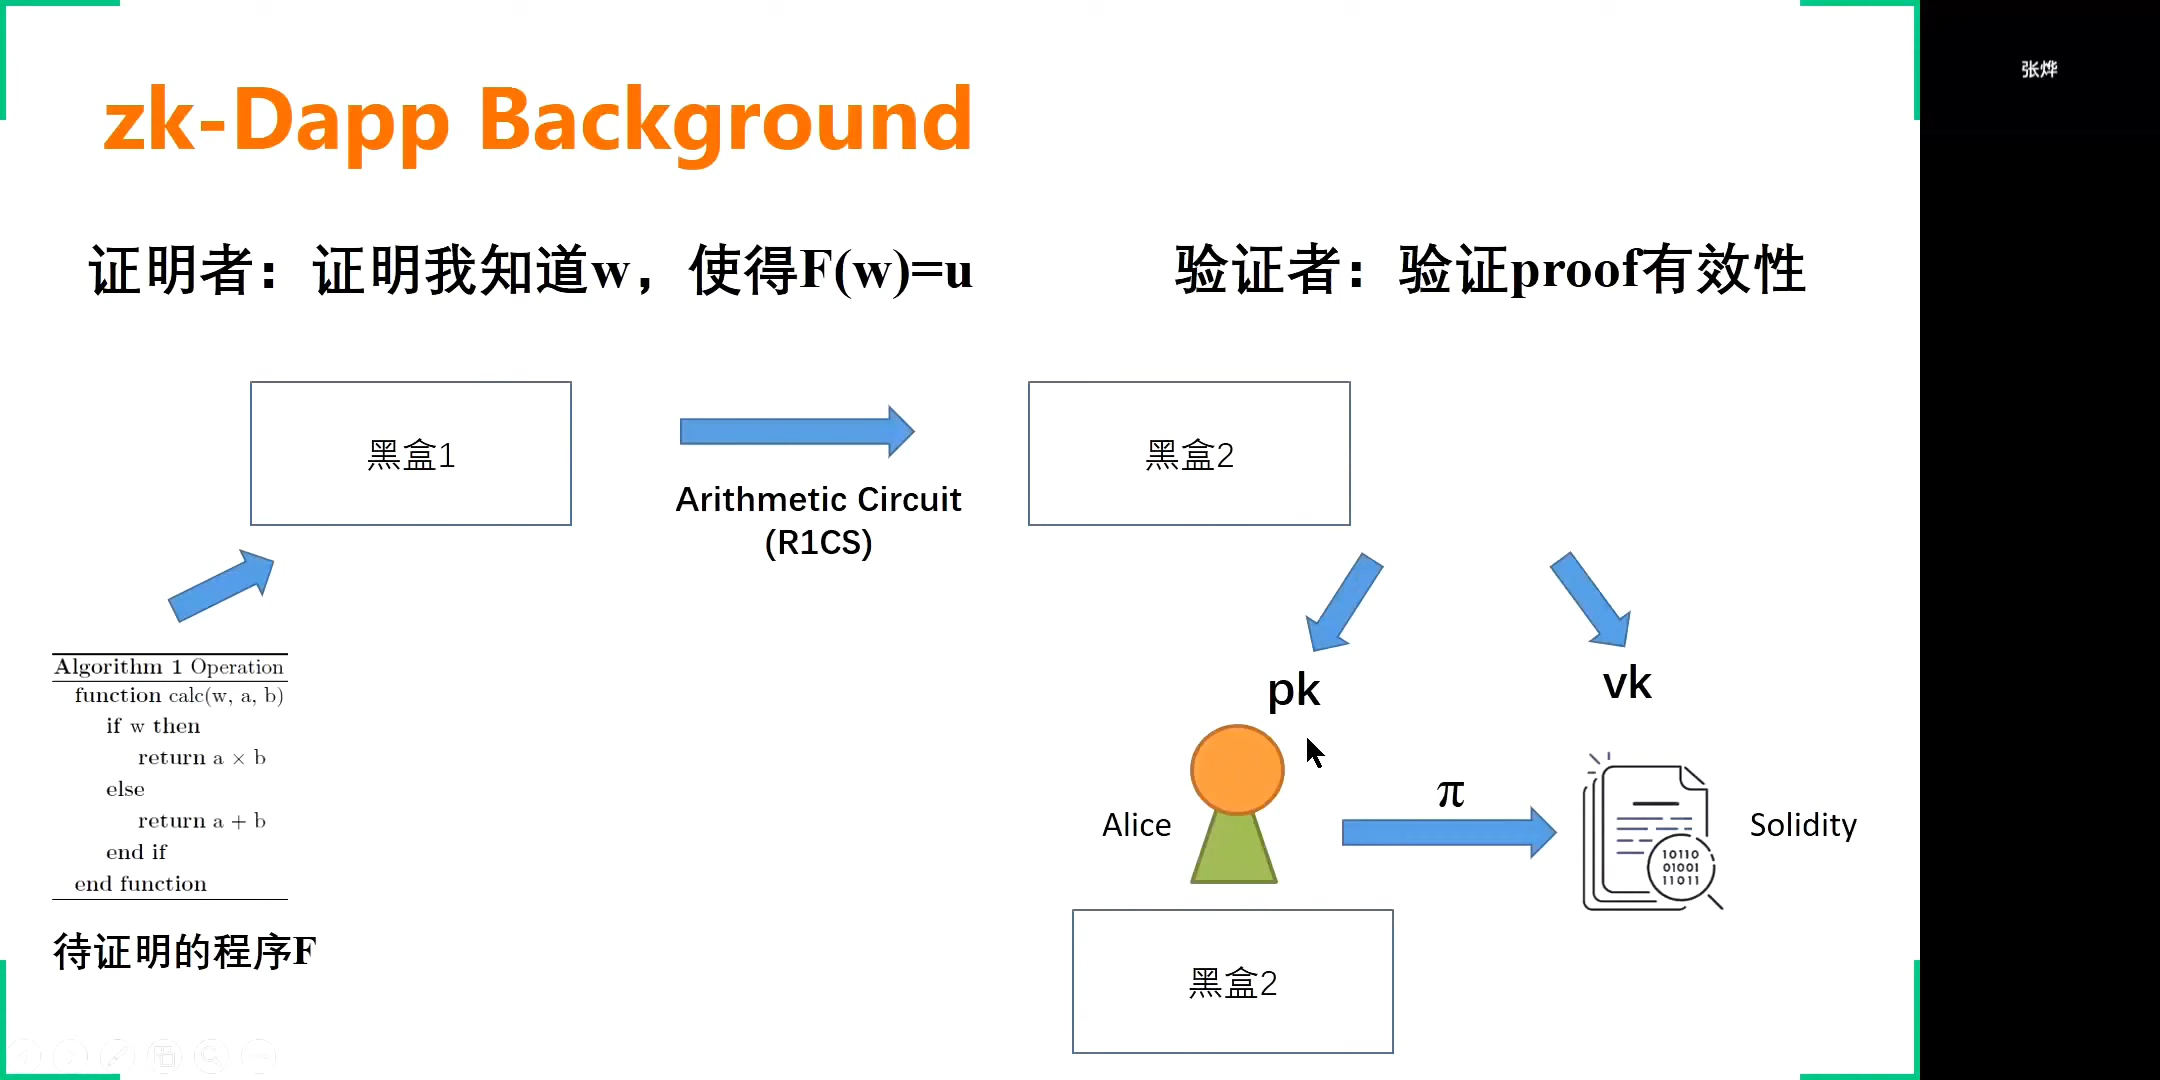 张烨
zk-Dapp Background
证明者：证明我知道w，使得F(w)=u
验证者：验证proof有效性
黑盒1
Arithmetic Circuit
(R1CS)
黑盒2
Algorithm 1 Operation
function calc(w, a, b)
if w then
return a × b
else
return a + b
end if
end function
待证明的程序F
pk
vk
Alice
π
Solidity
10110
01001
11011
黑盒2